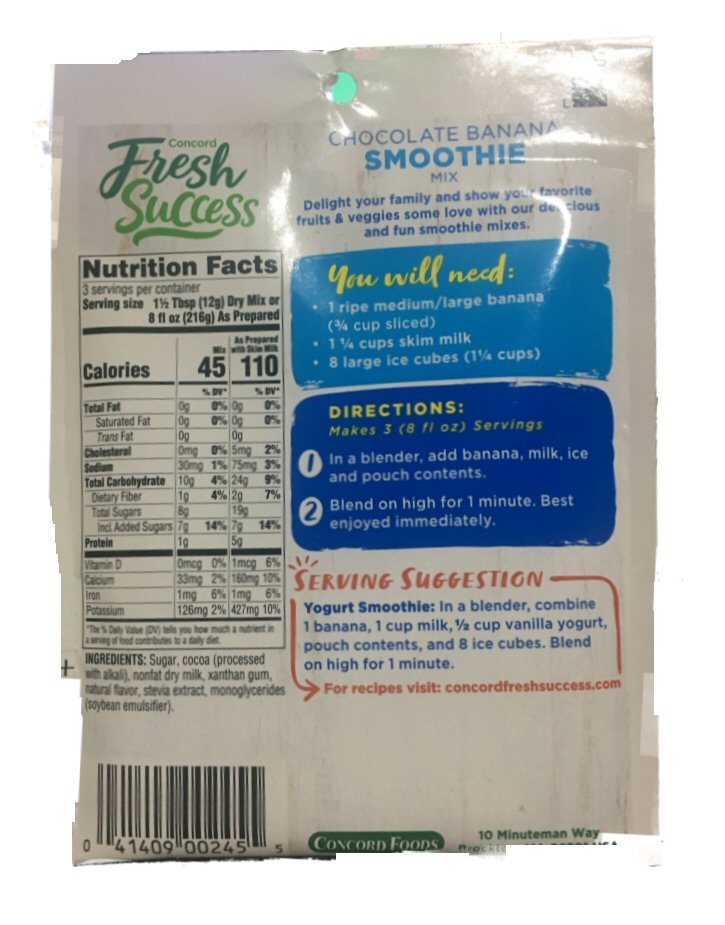 Concord
Fresh
Success
CHOCOLATE BANANA
SMOOTHIE
MIX
Delight your family and show your favorite
fruits & veggies some love with our delicious
and fun smoothie mixes.
Nutrition Facts
3 servings per container
Serving size 1½ Tbsp (12g) Dry Mix or
8 fl oz (216g) As Prepared
As Prepared
Mix with Skim Milk
Calories 45 110
% DV* % DV*
Total Fat 0g 0% 0g 0%
Saturated Fat 0g 0% 0g 0%
Trans Fat 0g 0g
Cholesterol 0mg 0% 5mg 2%
Sodium 30mg 1% 75mg 3%
Total Carbohydrate 10g 4% 24g 9%
Dietary Fiber 1g 4% 2g 7%
Total Sugars 8g 19g
Incl. Added Sugars 7g 14% 7g 14%
Protein 1g 5g
Vitamin D 0mcg 0% 1mcg 6%
Calcium 33mg 2% 160mg 10%
Iron 1mg 6% 1mg 6%
Potassium 126mg 2% 427mg 10%
*The % Daily Value (DV) tells you how much a nutrient in
a serving of food contributes to a daily diet.
INGREDIENTS: Sugar, cocoa (processed
with alkali), nonfat dry milk, xanthan gum,
natural flavor, stevia extract, monoglycerides
(soybean emulsifier).
You will need:
• 1 ripe medium/large banana
(¾ cup sliced)
• 1 ¼ cups skim milk
• 8 large ice cubes (1¼ cups)
DIRECTIONS:
Makes 3 (8 fl oz) Servings
1 In a blender, add banana, milk, ice
and pouch contents.
2 Blend on high for 1 minute. Best
enjoyed immediately.
SERVING SUGGESTION
Yogurt Smoothie: In a blender, combine
1 banana, 1 cup milk, ½ cup vanilla yogurt,
pouch contents, and 8 ice cubes. Blend
on high for 1 minute.
For recipes visit: concordfreshsuccess.com
0 41409 00245 5
CONCORD FOODS
10 Minuteman Way